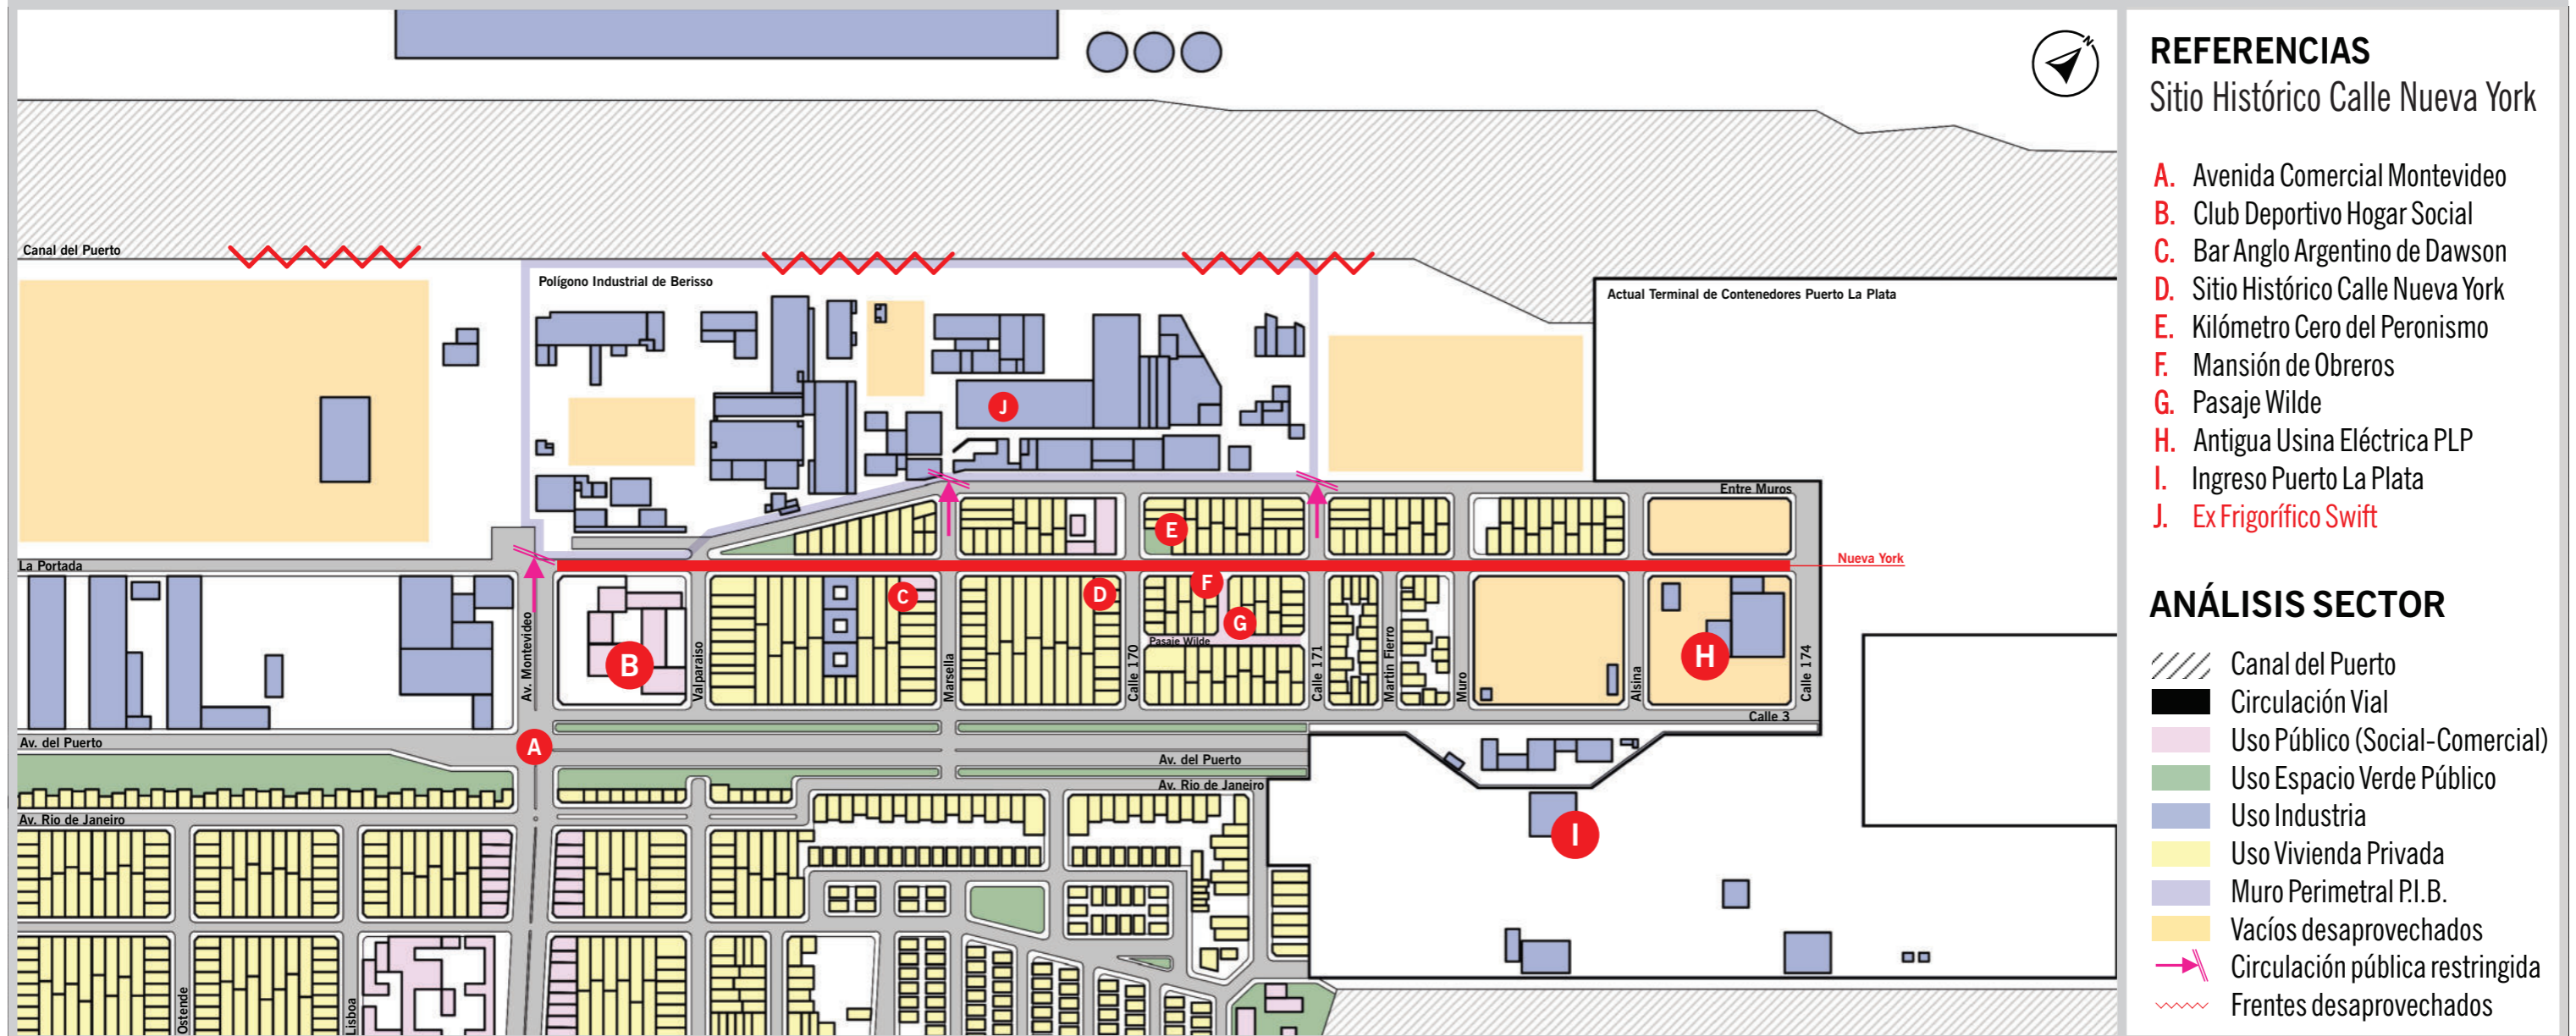 N
Canal del Puerto
Polígono Industrial de Berisso
Actual Terminal de Contenedores Puerto La Plata
J
Entre Muros
E
Nueva York
La Portada
C
D
F
G
B
H
Pasaje Wilde
Av. Montevideo
Valparaiso
Marsella
Calle 170
Calle 171
Martin Fierro
Muro
Alsina
Calle 174
Calle 3
Av. del Puerto
A
Av. del Puerto
Av. Rio de Janeiro
Av. Rio de Janeiro
I
Ostende
Lisboa
REFERENCIAS
Sitio Histórico Calle Nueva York
A. Avenida Comercial Montevideo
B. Club Deportivo Hogar Social
C. Bar Anglo Argentino de Dawson
D. Sitio Histórico Calle Nueva York
E. Kilómetro Cero del Peronismo
F. Mansión de Obreros
G. Pasaje Wilde
H. Antigua Usina Eléctrica PLP
I. Ingreso Puerto La Plata
J. Ex Frigorífico Swift
ANÁLISIS SECTOR
Canal del Puerto
Circulación Vial
Uso Público (Social-Comercial)
Uso Espacio Verde Público
Uso Industria
Uso Vivienda Privada
Muro Perimetral P.I.B.
Vacíos desaprovechados
Circulación pública restringida
Frentes desaprovechados